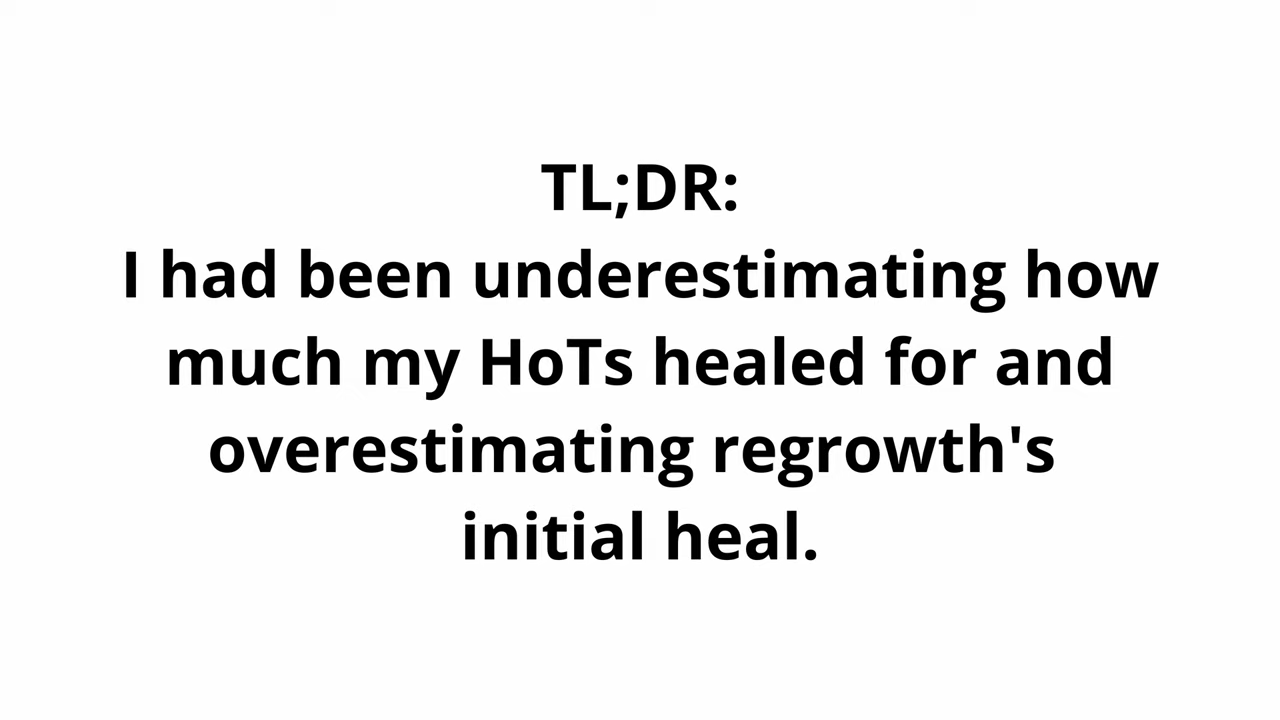 TL;DR:
I had been underestimating how
much my HoTs healed for and
overestimating regrowth's
initial heal.